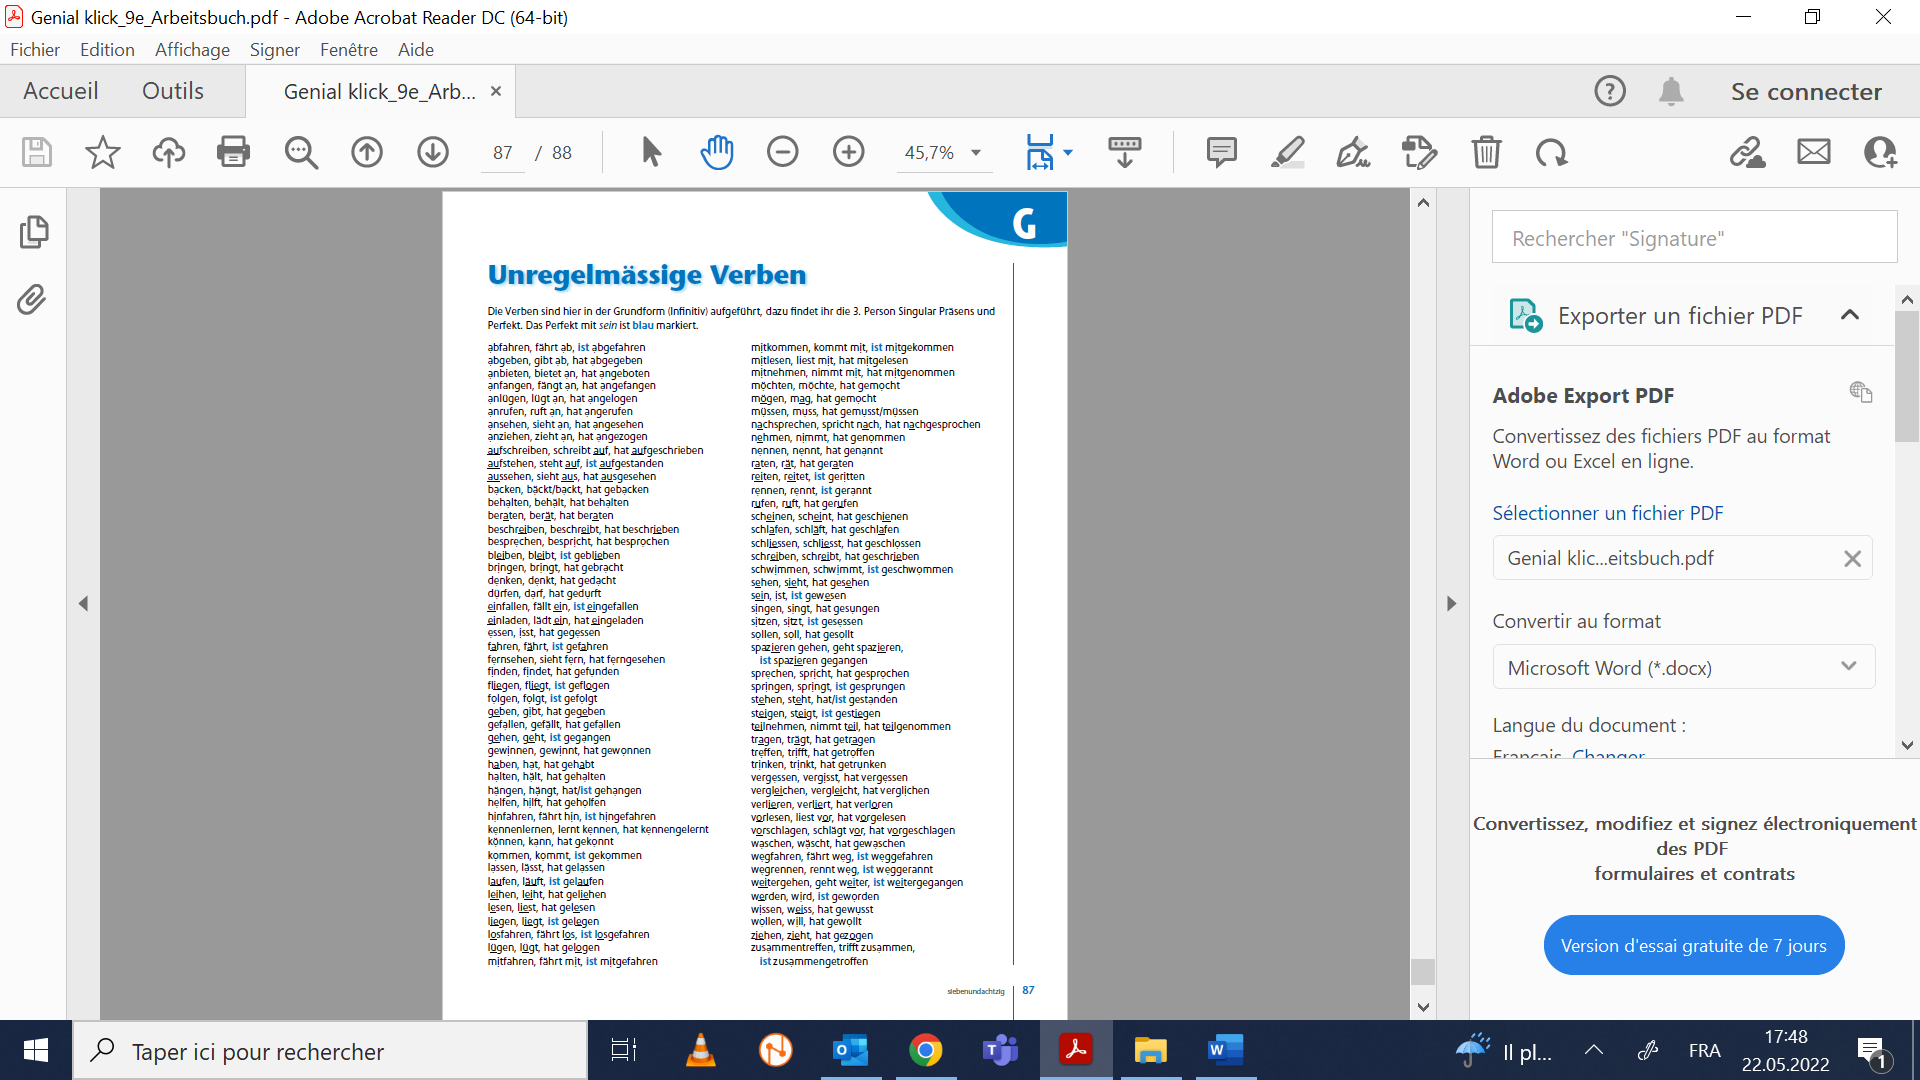 Genial klick_9e_Arbeitsbuch.pdf - Adobe Acrobat Reader DC (64-bit)
Fichier Edition Affichage Signer Fenêtre Aide
Accueil Outils Genial klick_9e_Arb... ×
Se connecter
87 / 88 45,7%
G
Unregelmässige Verben
Die Verben sind hier in der Grundform (Infinitiv) aufgeführt, dazu findet ihr die 3. Person Singular Präsens und
Perfekt. Das Perfekt mit sein ist blau markiert.
abfahren, fährt ab, ist abgefahren
abgeben, gibt ab, hat abgegeben
anbieten, bietet an, hat angeboten
anfangen, fängt an, hat angefangen
anlügen, lügt an, hat angelogen
anrufen, ruft an, hat angerufen
ansehen, sieht an, hat angesehen
anziehen, zieht an, hat angezogen
aufschreiben, schreibt auf, hat aufgeschrieben
aufstehen, steht auf, ist aufgestanden
aussehen, sieht aus, hat ausgesehen
backen, bäckt/backt, hat gebacken
behalten, behält, hat behalten
beraten, berät, hat beraten
beschreiben, beschreibt, hat beschrieben
besprechen, bespricht, hat besprochen
bleiben, bleibt, ist geblieben
bringen, bringt, hat gebracht
denken, denkt, hat gedacht
dürfen, darf, hat gedurft
einfallen, fällt ein, ist eingefallen
einladen, lädt ein, hat eingeladen
essen, isst, hat gegessen
fahren, fährt, ist gefahren
fernsehen, sieht fern, hat ferngesehen
finden, findet, hat gefunden
fliegen, fliegt, ist geflogen
folgen, folgt, ist gefolgt
geben, gibt, hat gegeben
gefallen, gefällt, hat gefallen
gehen, geht, ist gegangen
gewinnen, gewinnt, hat gewonnen
haben, hat, hat gehabt
halten, hält, hat gehalten
hängen, hängt, hat/ist gehangen
helfen, hilft, hat geholfen
hinfahren, fährt hin, ist hingefahren
kennenlernen, lernt kennen, hat kennengelernt
können, kann, hat gekonnt
kommen, kommt, ist gekommen
lassen, lässt, hat gelassen
laufen, läuft, ist gelaufen
leihen, leiht, hat geliehen
lesen, liest, hat gelesen
liegen, liegt, ist gelegen
losfahren, fährt los, ist losgefahren
lügen, lügt, hat gelogen
mitfahren, fährt mit, ist mitgefahren
mitkommen, kommt mit, ist mitgekommen
mitlesen, liest mit, hat mitgelesen
mitnehmen, nimmt mit, hat mitgenommen
möchten, möchte, hat gemocht
mögen, mag, hat gemocht
müssen, muss, hat gemusst/müssen
nachsprechen, spricht nach, hat nachgesprochen
nehmen, nimmt, hat genommen
nennen, nennt, hat genannt
raten, rät, hat geraten
reiten, reitet, ist geritten
rennen, rennt, ist gerannt
rufen, ruft, hat gerufen
scheinen, scheint, hat geschienen
schlafen, schläft, hat geschlafen
schliessen, schliesst, hat geschlossen
schreiben, schreibt, hat geschrieben
schwimmen, schwimmt, ist geschwommen
sehen, sieht, hat gesehen
sein, ist, ist gewesen
singen, singt, hat gesungen
sitzen, sitzt, ist gesessen
sollen, soll, hat gesollt
spazieren gehen, geht spazieren,
ist spazieren gegangen
sprechen, spricht, hat gesprochen
springen, springt, ist gesprungen
stehen, steht, hat/ist gestanden
steigen, steigt, ist gestiegen
teilnehmen, nimmt teil, hat teilgenommen
tragen, trägt, hat getragen
treffen, trifft, hat getroffen
trinken, trinkt, hat getrunken
vergessen, vergisst, hat vergessen
vergleichen, vergleicht, hat verglichen
verlieren, verliert, hat verloren
vorlesen, liest vor, hat vorgelesen
vorschlagen, schlägt vor, hat vorgeschlagen
waschen, wäscht, hat gewaschen
wegfahren, fährt weg, ist weggefahren
wegrennen, rennt weg, ist weggerannt
weitergehen, geht weiter, ist weitergegangen
werden, wird, ist geworden
wissen, weiss, hat gewusst
wollen, will, hat gewollt
ziehen, zieht, hat gezogen
zusammentreffen, trifft zusammen,
ist zusammengetroffen
siebenundachtzig 87
Rechercher "Signature"
Exporter un fichier PDF
Adobe Export PDF
Convertissez des fichiers PDF au format
Word ou Excel en ligne.
Sélectionner un fichier PDF
Genial klic...eitsbuch.pdf
Convertir au format
Microsoft Word (*.docx)
Langue du document :
Français Changer
Convertissez, modifiez et signez électroniquement
des PDF
formulaires et contrats
Version d'essai gratuite de 7 jours
Taper ici pour rechercher
Il pl... FRA 17:48
22.05.2022
1